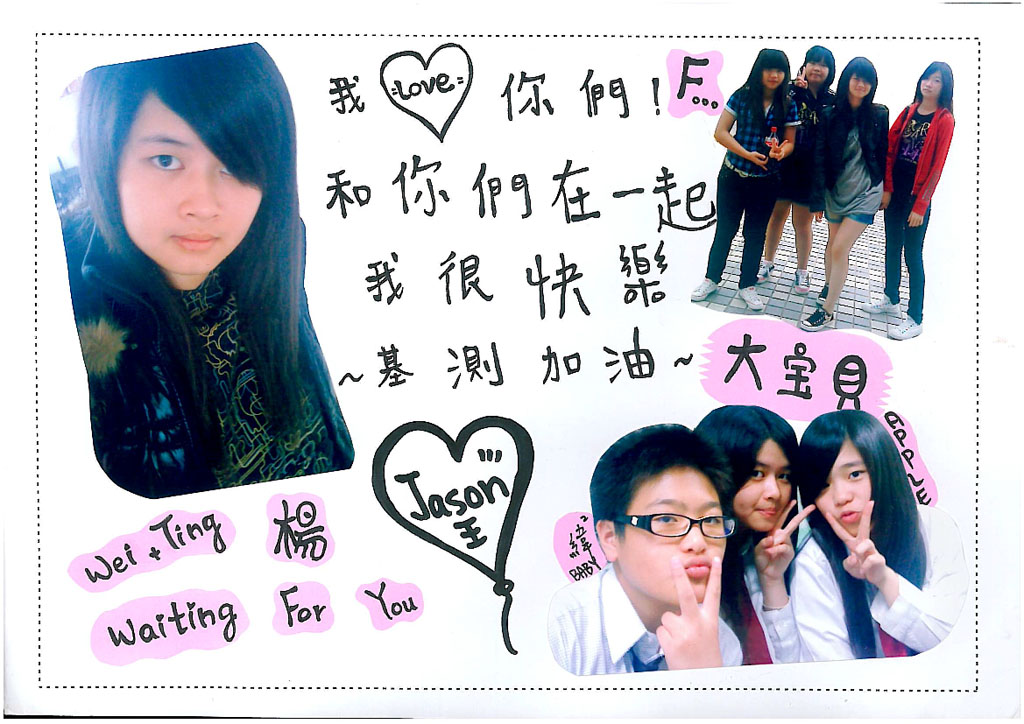 我 Love 你們! F...
和你們在一起
我很快樂
~基測加油~
大宝貝
APPLE
Jason 王
緯²
BABY
Wei + Ting 楊
Waiting For You